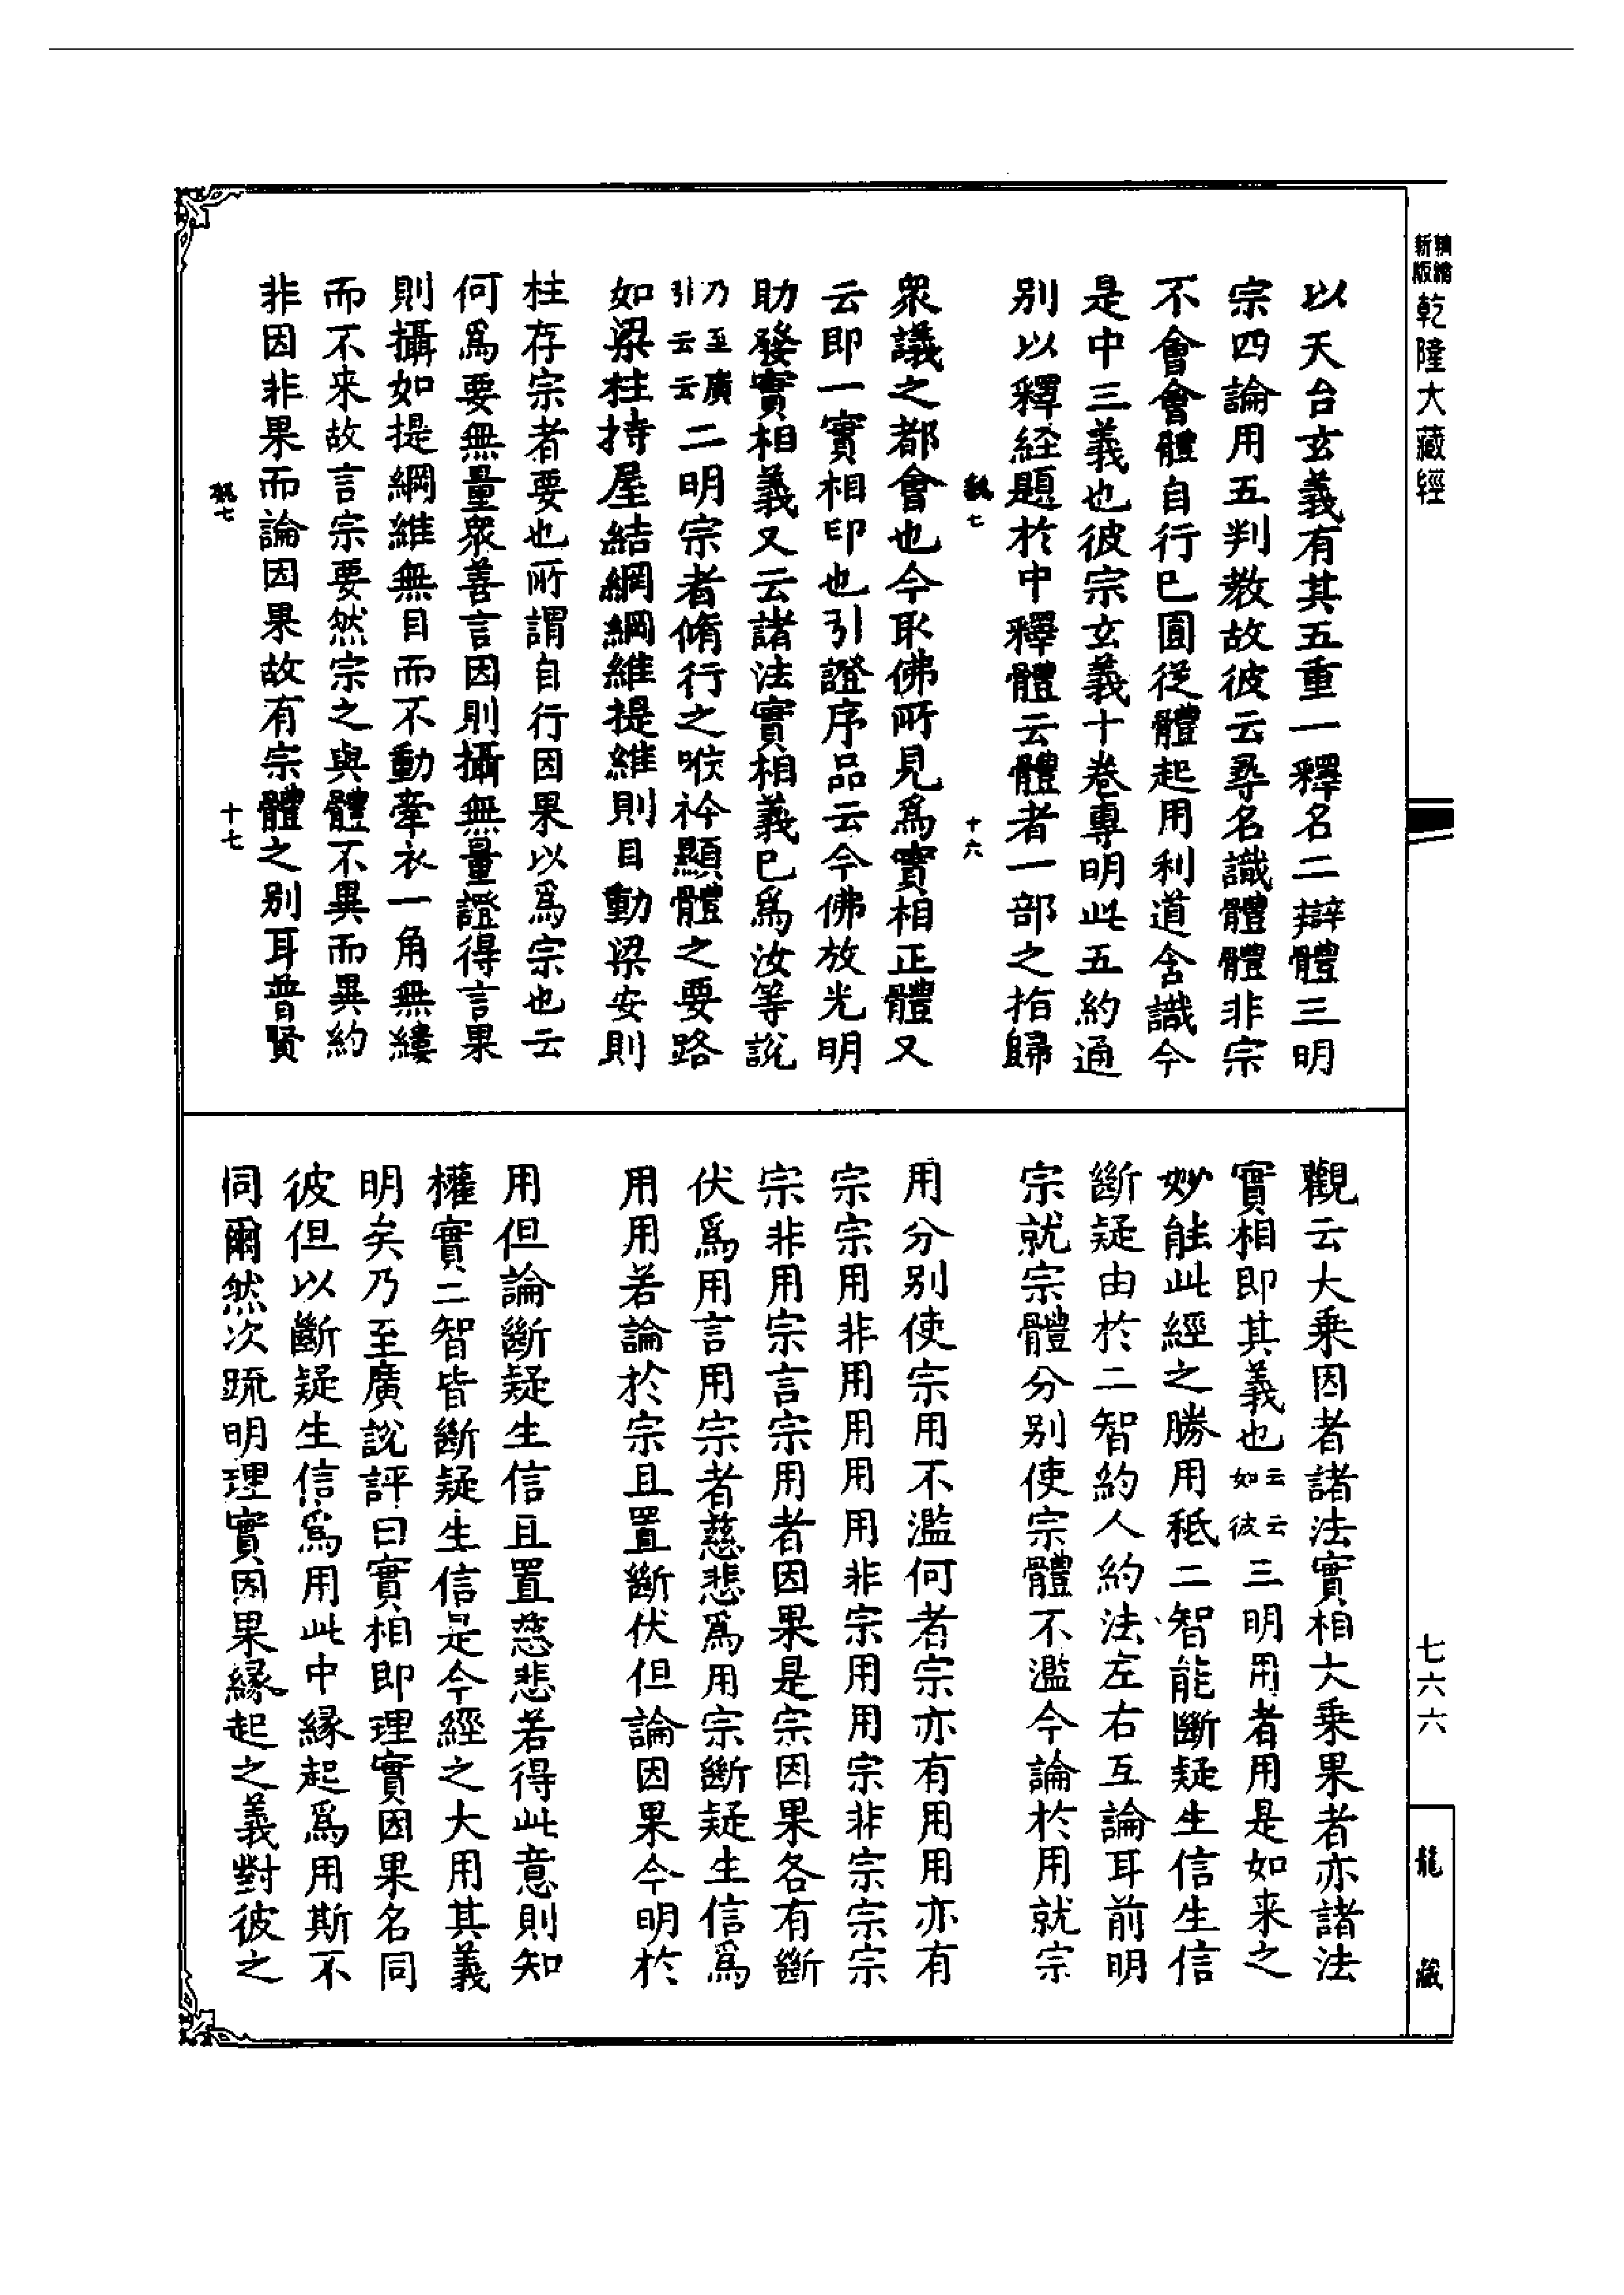 新版精繪乾隆大藏經
以天台玄義有其五重一釋名二辯體三明
宗四論用五判教故彼云尋名識體體非宗
不會會體自行已圓從體起用利道含識今
是中三義也彼宗玄義十卷專明此五約通
别以釋経題於中釋體云體者一部之指歸
十六
衆議之都會也今取佛所見爲實相正體又
云即一實相印也引證序品云今佛放光明
助發實相義又云諸法實相義已爲汝等說
乃至廣引云云二明宗者脩行之喉衿顯體之要路
如梁柱持屋結綱綱維提維則目動梁安則
柱存宗者要也所謂自行因果以爲宗也云
何爲要無量衆善言因則攝無量證得言果
則攝如提綱維無目而不動牽衣一角無縷
而不来故言宗要然宗之與體不異而異約
非因非果而論因果故有宗體之别耳普賢
十七
觀云大乗因者諸法實相大乗果者亦諸法
實相即其義也云云如彼三明用者用是如来之
妙能此經之勝用秖二智能斷疑生信生信
斷疑由於二智約人約法左右互論耳前明
宗就宗體分别使宗體不濫今論於用就宗
用分别使宗用不濫何者宗亦有用用亦有
宗宗用非用用用非宗用用宗非宗宗
宗非用宗言宗用者因果是宗因果各有斷
伏爲用言用宗者慈悲爲用宗斷疑生信爲
用用若論於宗且置斷伏但論因果今明於
用但論斷疑生信且置慈悲若得此意則知
權實二智皆斷疑生信是今經之大用其義
明矣乃至廣說評曰實相即理實因果名同
彼但以斷疑生信爲用此中緣起爲用斯不
同爾然次疏明理實因果緣起之義對彼之
七六六
龍藏